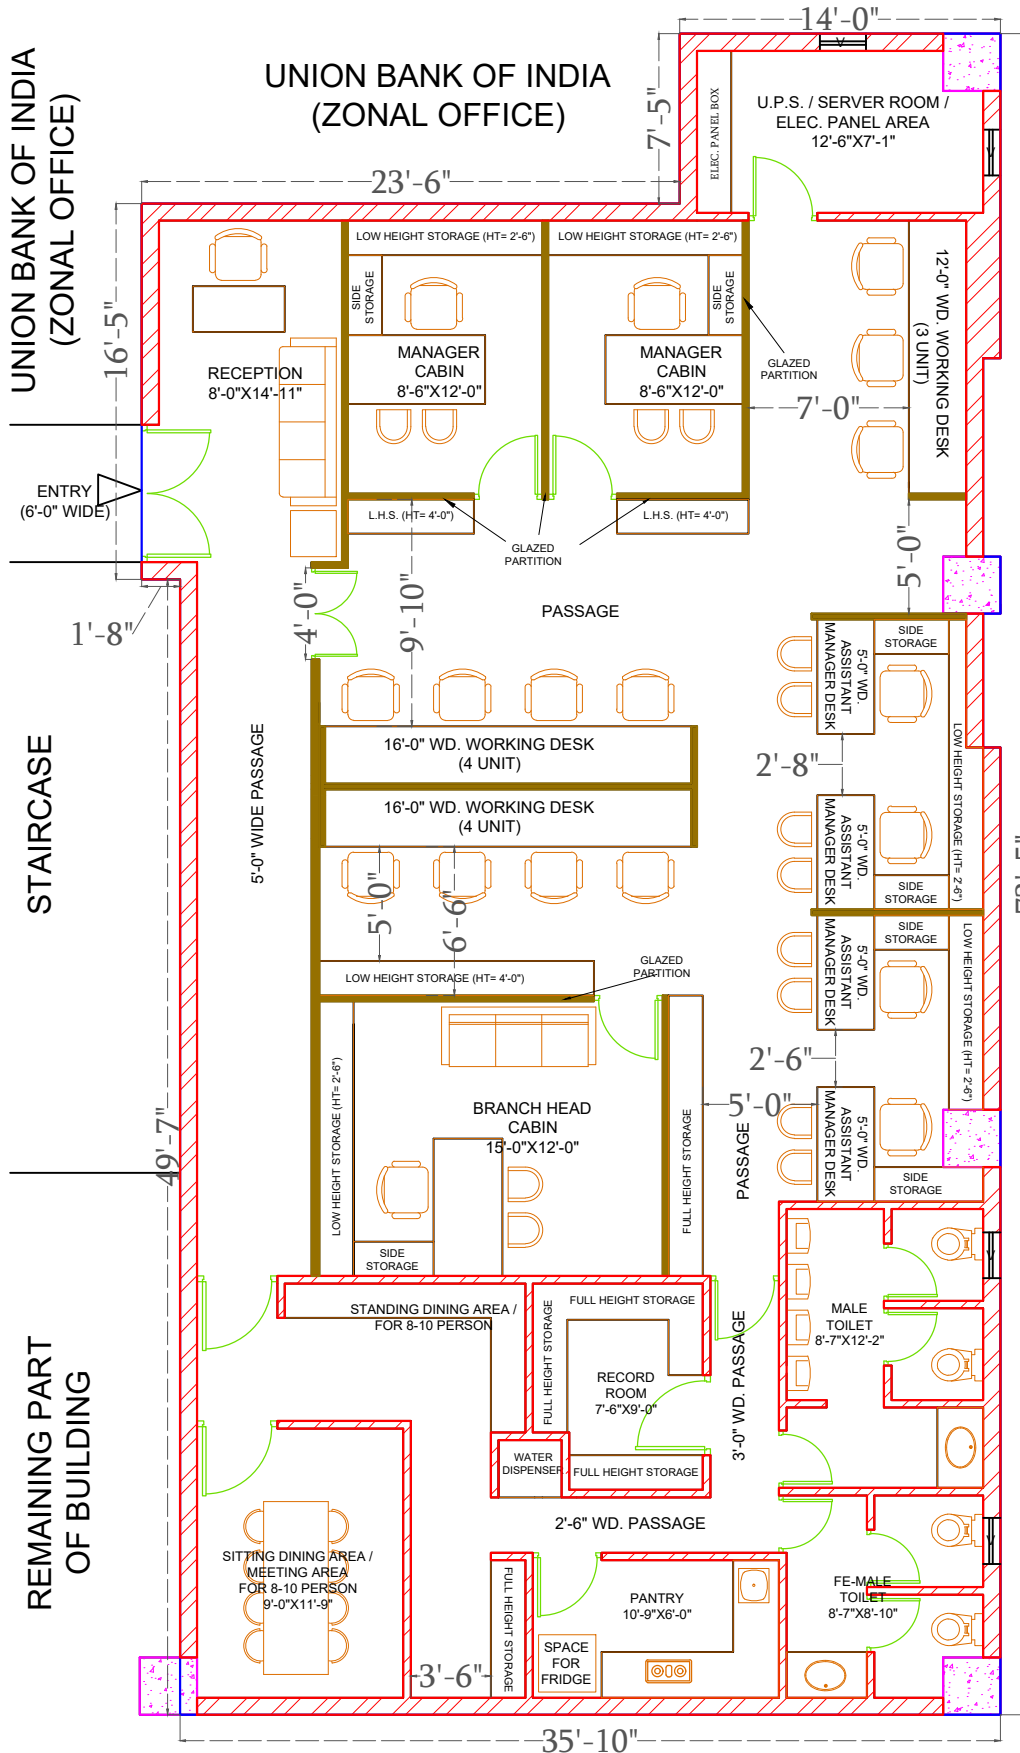 14'-0"
UNION BANK OF INDIA
(ZONAL OFFICE)
UNION BANK OF INDIA
(ZONAL OFFICE)
7'-5"
ELEC. PANEL BOX
U.P.S. / SERVER ROOM /
ELEC. PANEL AREA
12'-6"X7'-1"
23'-6"
16'-5"
LOW HEIGHT STORAGE (HT= 2'-6")
LOW HEIGHT STORAGE (HT= 2'-6")
SIDE
STORAGE
SIDE
STORAGE
12'-0" WD. WORKING DESK
(3 UNIT)
RECEPTION
8'-0"X14'-11"
MANAGER
CABIN
8'-6"X12'-0"
MANAGER
CABIN
8'-6"X12'-0"
GLAZED
PARTITION
7'-0"
ENTRY
(6'-0" WIDE)
L.H.S. (HT= 4'-0")
L.H.S. (HT= 4'-0")
GLAZED
PARTITION
5'-0"
1'-8"
4'-0"
9'-10"
PASSAGE
5'-0" WD.
ASSISTANT
MANAGER DESK
SIDE
STORAGE
LOW HEIGHT STORAGE (HT= 2'-6")
STAIRCASE
5'-0" WIDE PASSAGE
16'-0" WD. WORKING DESK
(4 UNIT)
2'-8"
16'-0" WD. WORKING DESK
(4 UNIT)
5'-0" WD.
ASSISTANT
MANAGER DESK
SIDE
STORAGE
5'-0"
6'-6"
5'-0" WD.
ASSISTANT
MANAGER DESK
SIDE
STORAGE
LOW HEIGHT STORAGE (HT= 2'-6")
LOW HEIGHT STORAGE (HT= 4'-0")
GLAZED
PARTITION
2'-6"
49'-7"
LOW HEIGHT STORAGE (HT= 2'-6")
BRANCH HEAD
CABIN
15'-0"X12'-0"
FULL HEIGHT STORAGE
5'-0"
PASSAGE
5'-0" WD.
ASSISTANT
MANAGER DESK
SIDE
STORAGE
SIDE
STORAGE
REMAINING PART
OF BUILDING
STANDING DINING AREA /
FOR 8-10 PERSON
FULL HEIGHT STORAGE
FULL HEIGHT STORAGE
RECORD
ROOM
7'-6"X9'-0"
3'-0" WD. PASSAGE
MALE
TOILET
8'-7"X12'-2"
WATER
DISPENSER
FULL HEIGHT STORAGE
2'-6" WD. PASSAGE
SITTING DINING AREA /
MEETING AREA
FOR 8-10 PERSON
9'-0"X11'-9"
FULL HEIGHT STORAGE
PANTRY
10'-9"X6'-0"
FE-MALE
TOILET
8'-7"X8'-10"
SPACE
FOR
FRIDGE
3'-6"
35'-10"